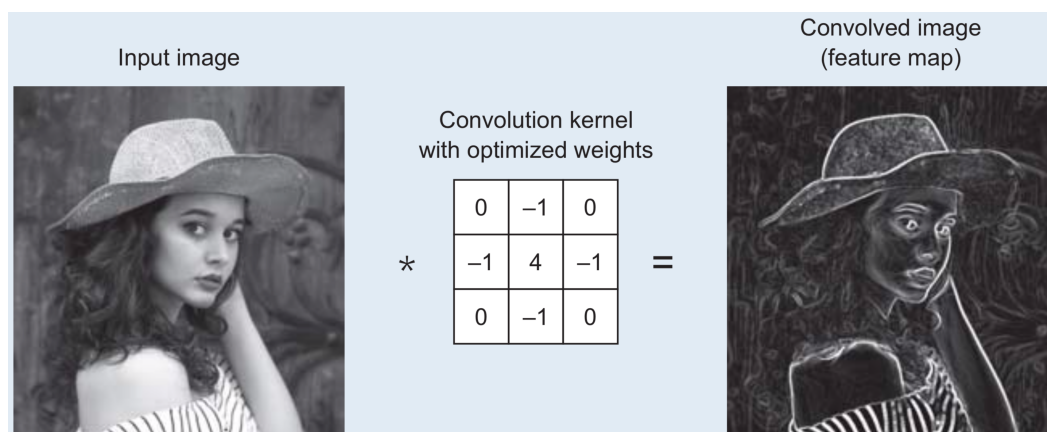 Input image
Convolved image
(feature map)
Convolution kernel
with optimized weights
0 –1 0
* –1 4 –1 =
0 –1 0